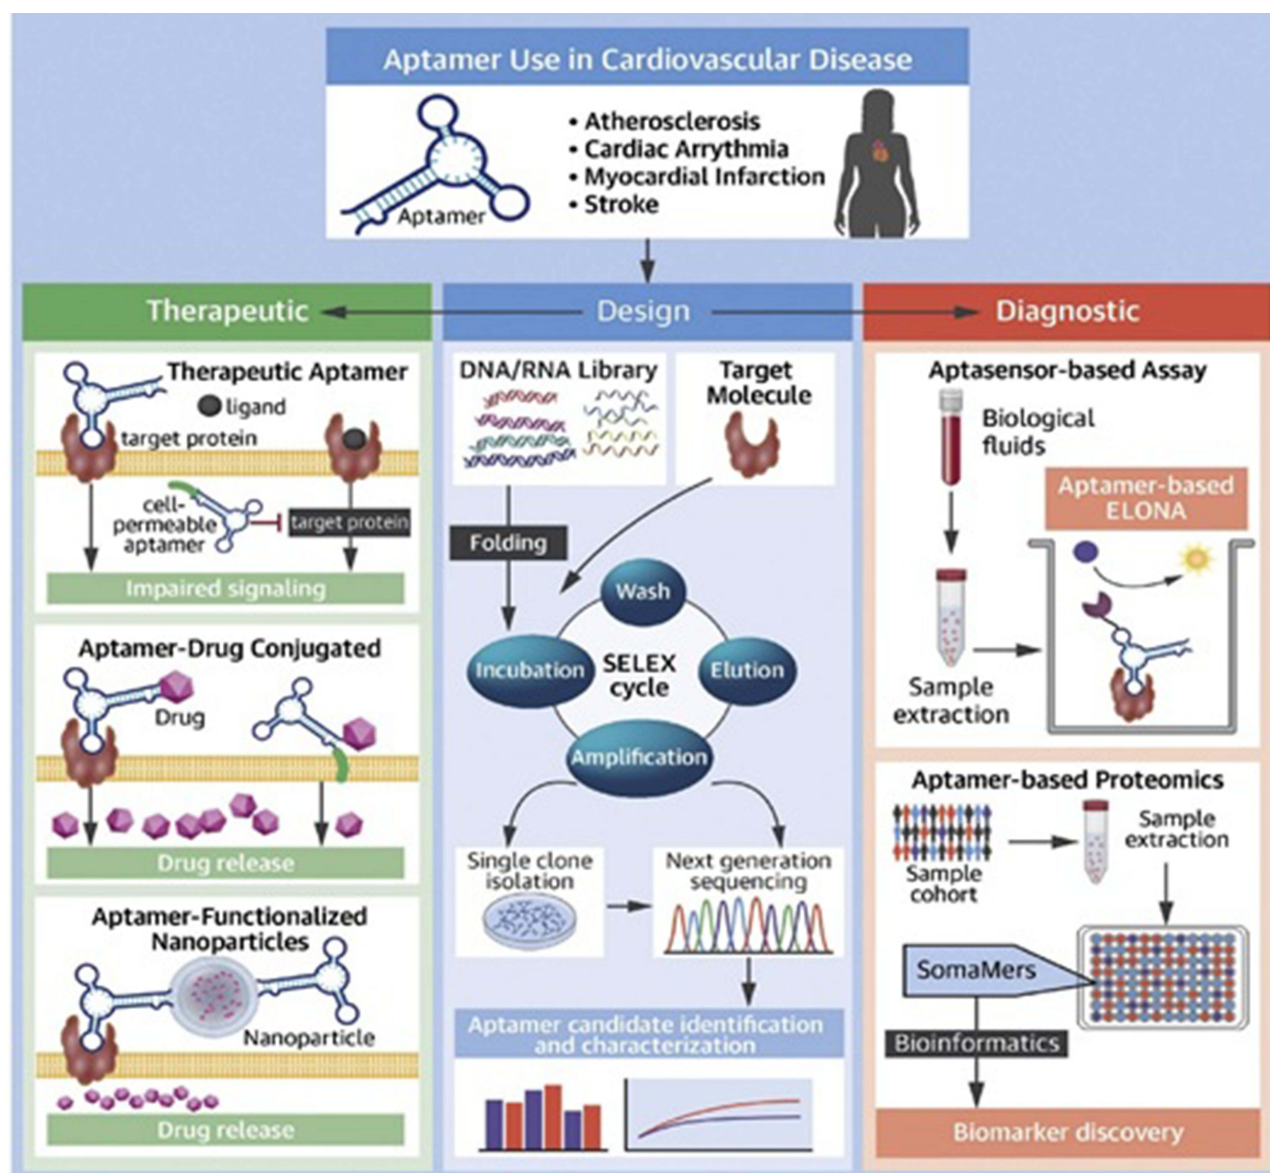 Aptamer Use in Cardiovascular Disease
Aptamer
• Atherosclerosis
• Cardiac Arrythmia
• Myocardial Infarction
• Stroke
Therapeutic
Design
Diagnostic
Therapeutic Aptamer
ligand
target protein
cell-
permeable
aptamer
target protein
Impaired signaling
Aptamer-Drug Conjugated
Drug
Drug release
Aptamer-Functionalized
Nanoparticles
Nanoparticle
Drug release
DNA/RNA Library
Target
Molecule
Folding
Wash
Incubation
SELEX
cycle
Elution
Amplification
Single clone
isolation
Next generation
sequencing
Aptamer candidate identification
and characterization
Aptasensor-based Assay
Biological
fluids
Aptamer-based
ELONA
Sample
extraction
Aptamer-based Proteomics
Sample
cohort
Sample
extraction
SomaMers
Bioinformatics
Biomarker discovery